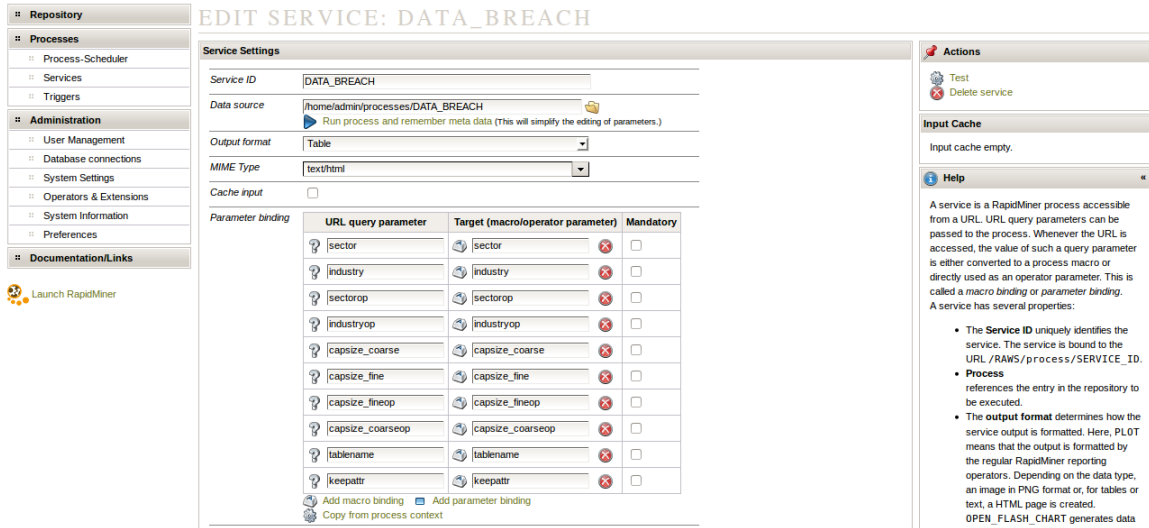 Repository
Processes
Process-Scheduler
Services
Triggers
Administration
User Management
Database connections
System Settings
Operators & Extensions
System Information
Preferences
Documentation/Links
Launch RapidMiner
EDIT SERVICE: DATA_BREACH
Service Settings
Service ID DATA_BREACH
Data source /home/admin/processes/DATA_BREACH
Run process and remember meta data (This will simplify the editing of parameters.)
Output format Table
MIME Type text/html
Cache input
Parameter binding URL query parameter Target (macro/operator parameter) Mandatory
sector sector
industry industry
sectorop sectorop
industryop industryop
capsize_coarse capsize_coarse
capsize_fine capsize_fine
capsize_fineop capsize_fineop
capsize_coarseop capsize_coarseop
tablename tablename
keepattr keepattr
Add macro binding Add parameter binding
Copy from process context
Actions
Test
Delete service
Input Cache
Input cache empty.
Help «
A service is a RapidMiner process accessible
from a URL. URL query parameters can be
passed to the process. Whenever the URL is
accessed, the value of such a query parameter
is either converted to a process macro or
directly used as an operator parameter. This is
called a macro binding or parameter binding.
A service has several properties:
• The Service ID uniquely identifies the
service. The service is bound to the
URL /RAWS/process/SERVICE_ID.
• Process
references the entry in the repository to
be executed.
• The output format determines how the
service output is formatted. Here, PLOT
means that the output is formatted by
the regular RapidMiner reporting
operators. Depending on the data type,
an image in PNG format or, for tables or
text, a HTML page is created.
OPEN_FLASH_CHART generates data